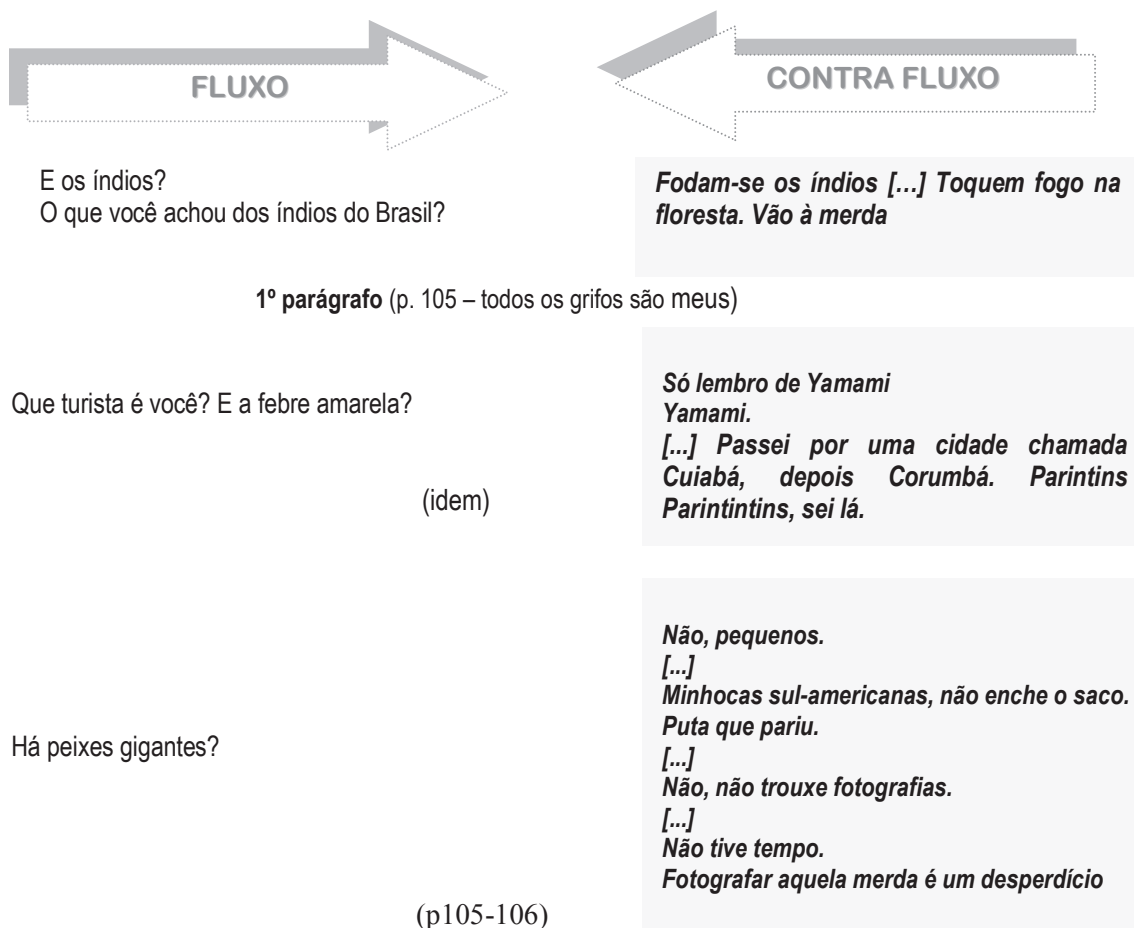 FLUXO
CONTRA FLUXO
E os índios?
O que você achou dos índios do Brasil?
Fodam-se os índios [...] Toquem fogo na
floresta. Vão à merda
1º parágrafo (p. 105 – todos os grifos são meus)
Que turista é você? E a febre amarela?
(idem)
Só lembro de Yamami
Yamami.
[...] Passei por uma cidade chamada
Cuiabá, depois Corumbá. Parintins
Parintintins, sei lá.
Há peixes gigantes?
(p105-106)
Não, pequenos.
[...]
Minhocas sul-americanas, não enche o saco.
Puta que pariu.
[...]
Não, não trouxe fotografias.
[...]
Não tive tempo.
Fotografar aquela merda é um desperdício